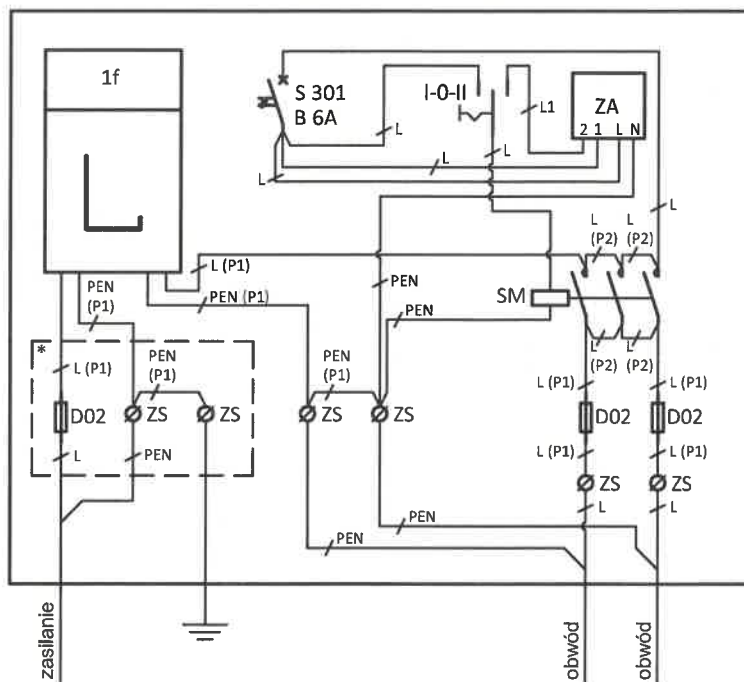 1f
S 301
B 6A
I-0-II
L1
ZA
2 1 L N
L
L
L
L
L
L
(P2)
L
(P2)
L (P1)
PEN
(P1)
PEN (P1)
PEN
SM
PEN
*
L (P1)
PEN
(P1)
PEN
(P1)
L
(P2)
L
(P2)
D02
ZS
ZS
ZS
ZS
L (P1)
L (P1)
D02
D02
L
PEN
L (P1)
L (P1)
ZS
ZS
L
L
PEN
PEN
zasilanie
obwód
obwód